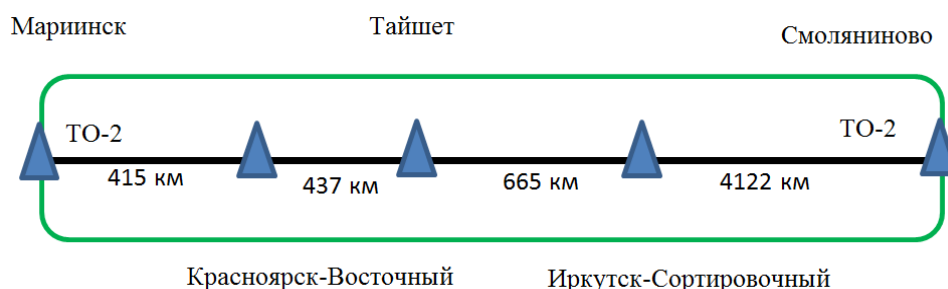 Мариинск
Тайшет
Смоляниново
ТО-2
ТО-2
415 км
437 км
665 км
4122 км
Красноярск-Восточный
Иркутск-Сортировочный